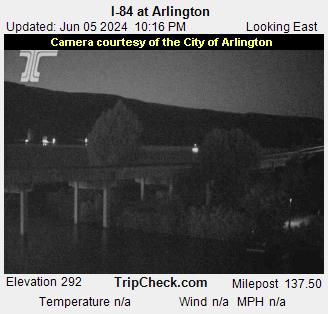 I-84 at Arlington
Updated: Jun 05 2024 10:16 PM Looking East
Camera courtesy of the City of Arlington
Elevation 292 TripCheck.com Milepost 137.50
Temperature n/a Wind n/a MPH n/a